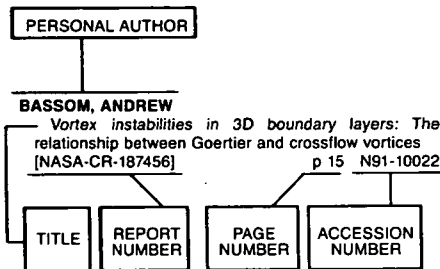 PERSONAL AUTHOR
BASSOM, ANDREW
Vortex instabilities in 3D boundary layers: The
relationship between Goertier and crossflow vortices
[NASA-CR-187456] p 15 N91-10022
TITLE REPORT NUMBER PAGE NUMBER ACCESSION NUMBER